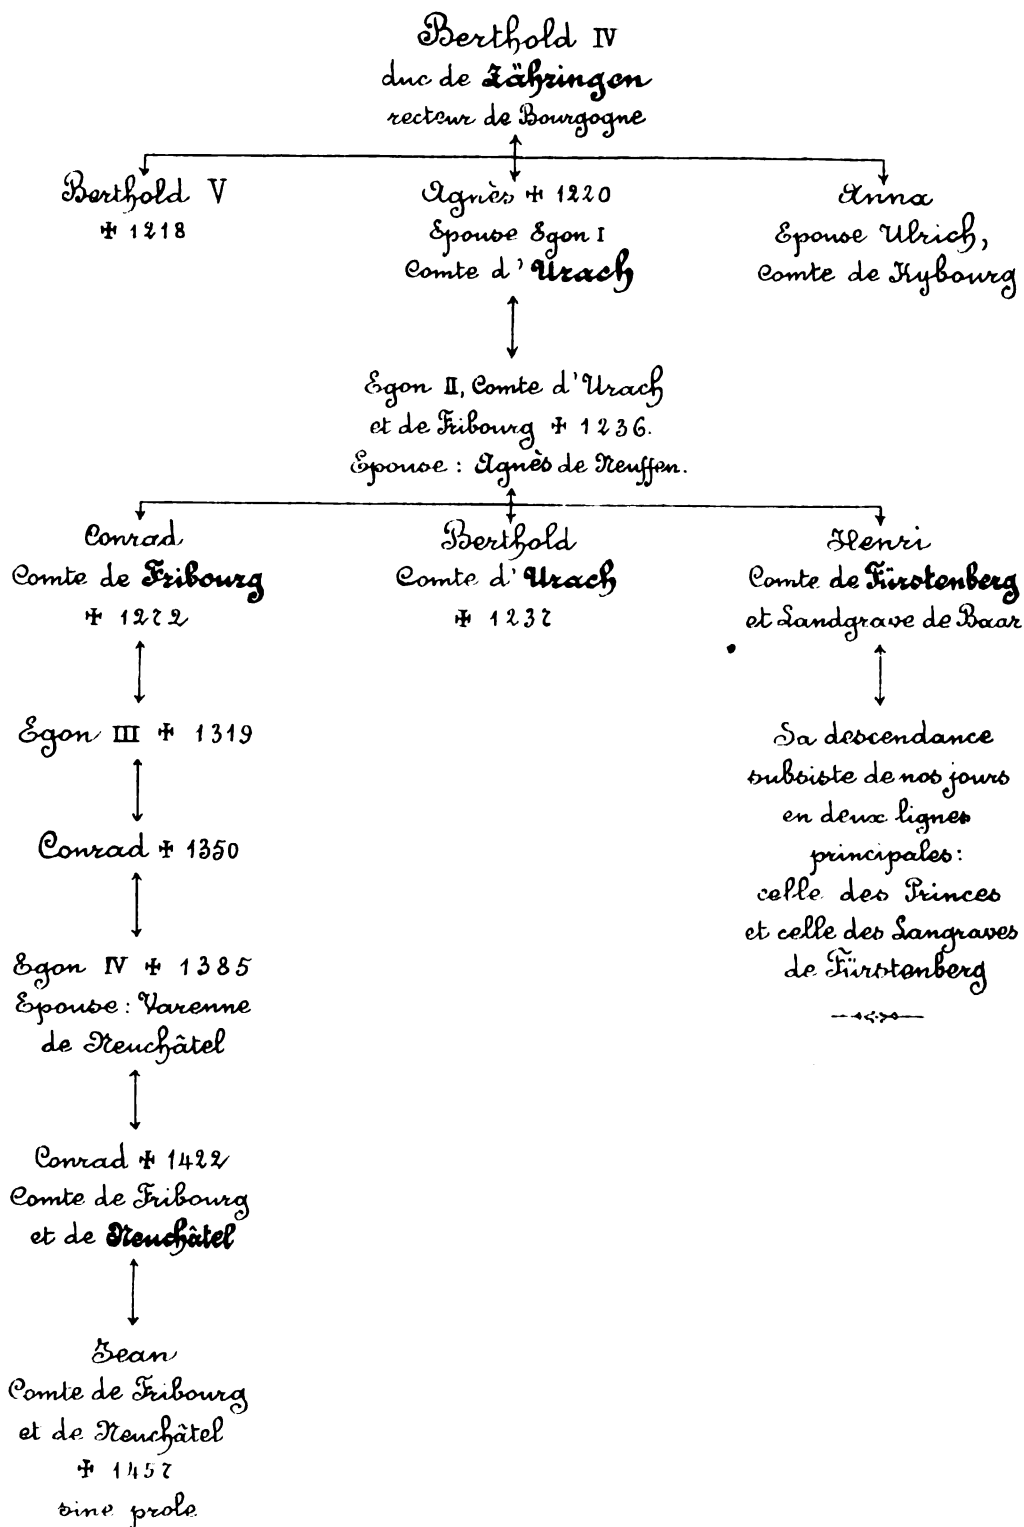 Berthold IV
duc de Zähringen
recteur de Bourgogne
Berthold V
✠ 1218
Agnès ✠ 1220
Epouse Egon I
Comte d'Urach
Anna
Epouse Ulrich,
Comte de Kybourg
Egon II, Comte d'Urach
et de Fribourg ✠ 1236.
Epouse : Agnès de Neuffen.
Conrad
Comte de Fribourg
✠ 1272
Berthold
Comte d'Urach
✠ 1237
Henri
Comte de Fürstenberg
et Landgrave de Baar
Egon III ✠ 1319
Conrad ✠ 1350
Egon IV ✠ 1385
Epouse : Varenne
de Neuchâtel
Conrad ✠ 1422
Comte de Fribourg
et de Neuchâtel
Jean
Comte de Fribourg
et de Neuchâtel
✠ 1457
sine prole
Sa descendance
subsiste de nos jours
en deux lignes
principales :
celle des Princes
et celle des Langraves
de Fürstenberg